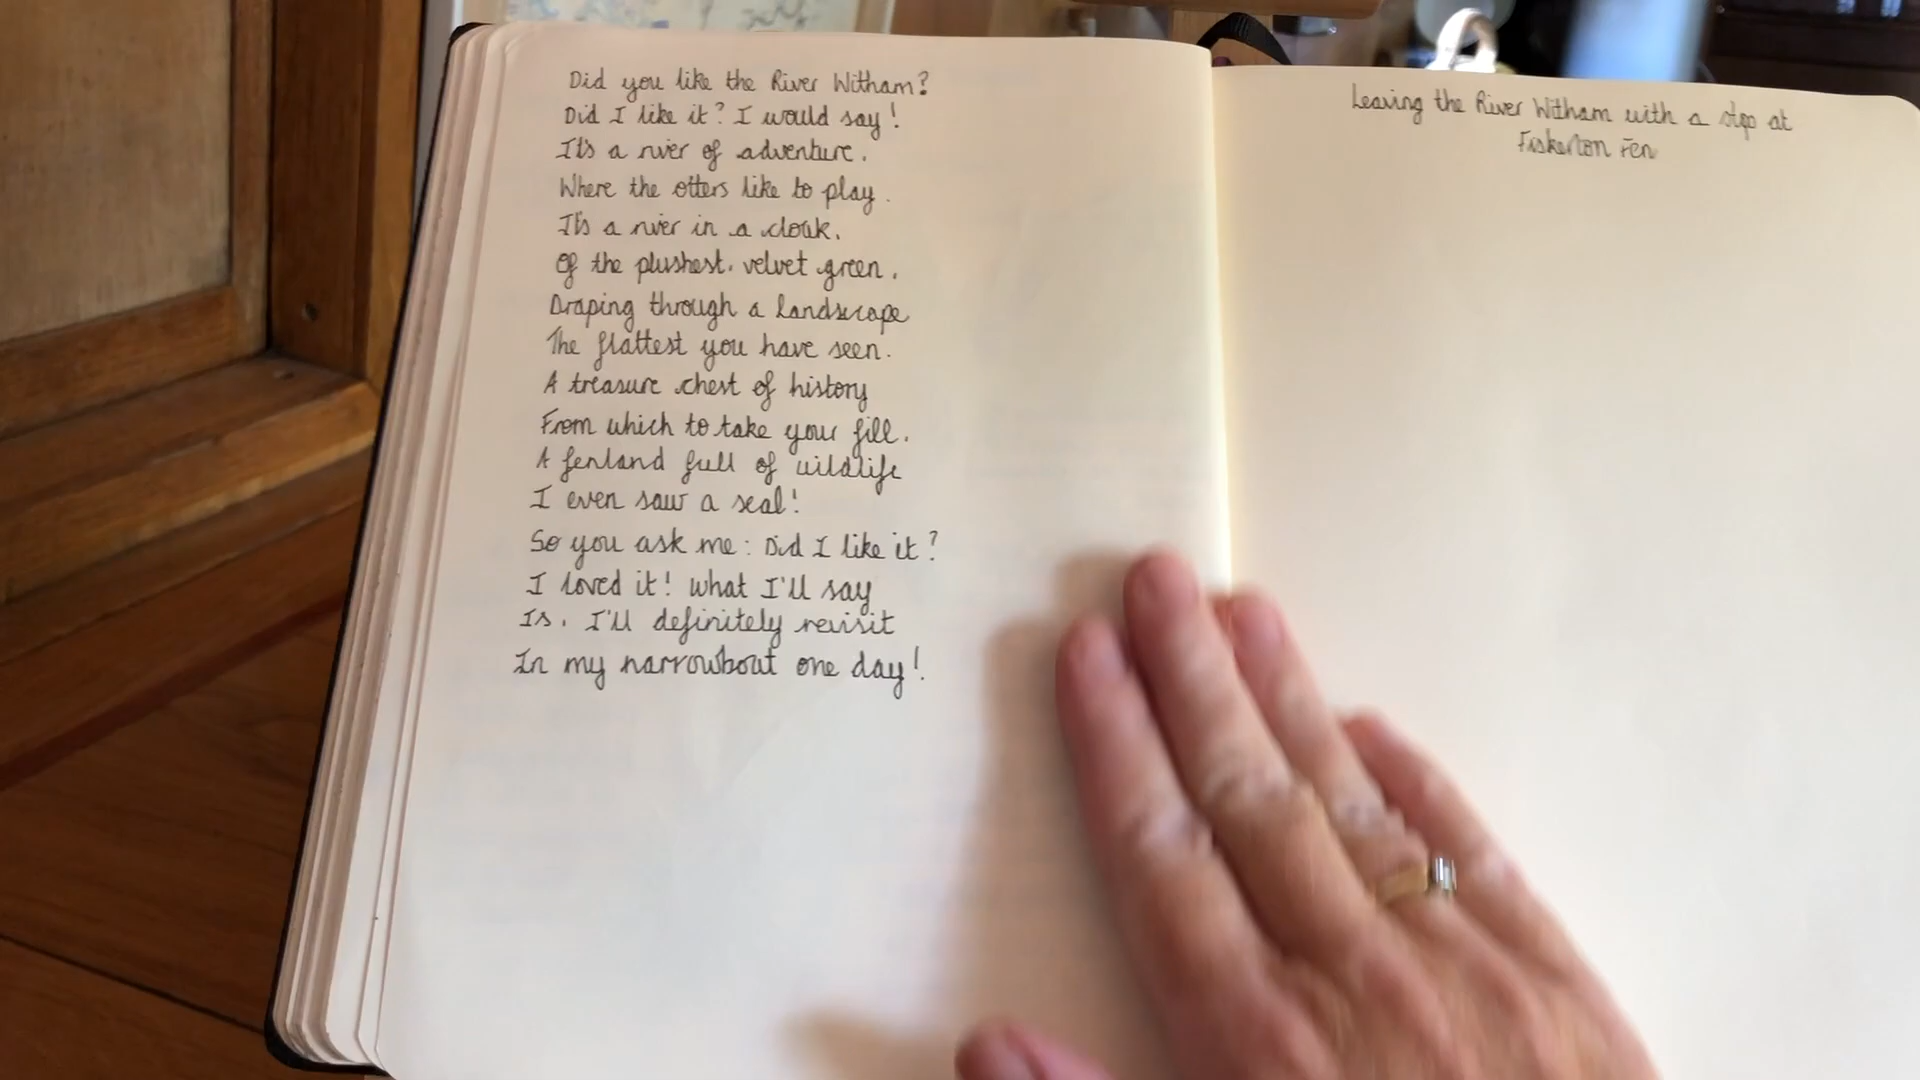 Did you like the River Witham?
Did I like it? I would say!
It's a river of adventure.
Where the otters like to play.
It's a river in a cloak.
Of the plushest, velvet green.
Draping through a landscape
The flattest you have seen.
A treasure chest of history
From which to take your fill.
A fenland full of wildlife
I even saw a seal!
So you ask me: Did I like it?
I loved it! what I'll say
Is, I'll definitely revisit
In my narrowboat one day!
Leaving the River Witham with a stop at
Fiskerton Fen